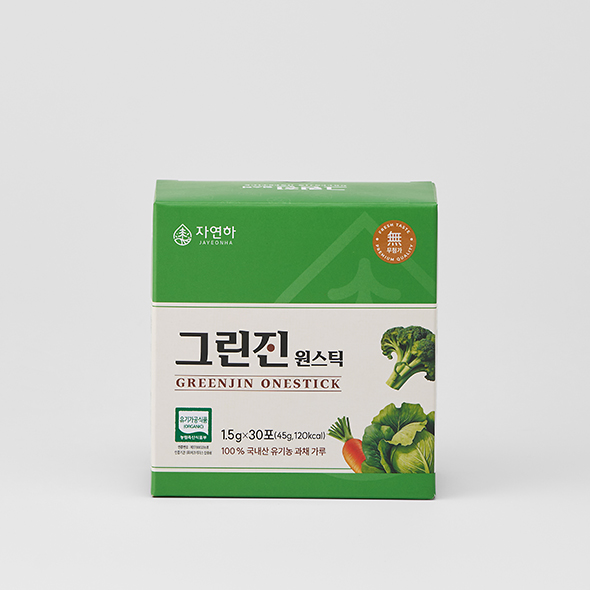 자연하
JAYEONHA
FRESH TASTE
無
무첨가
PREMIUM QUALITY
그린진 원스틱
GREENJIN ONESTICK
유기가공식품
(ORGANIC)
농림축산식품부
1.5g×30포(45g, 120kcal)
100% 국내산 유기농 과채 가루